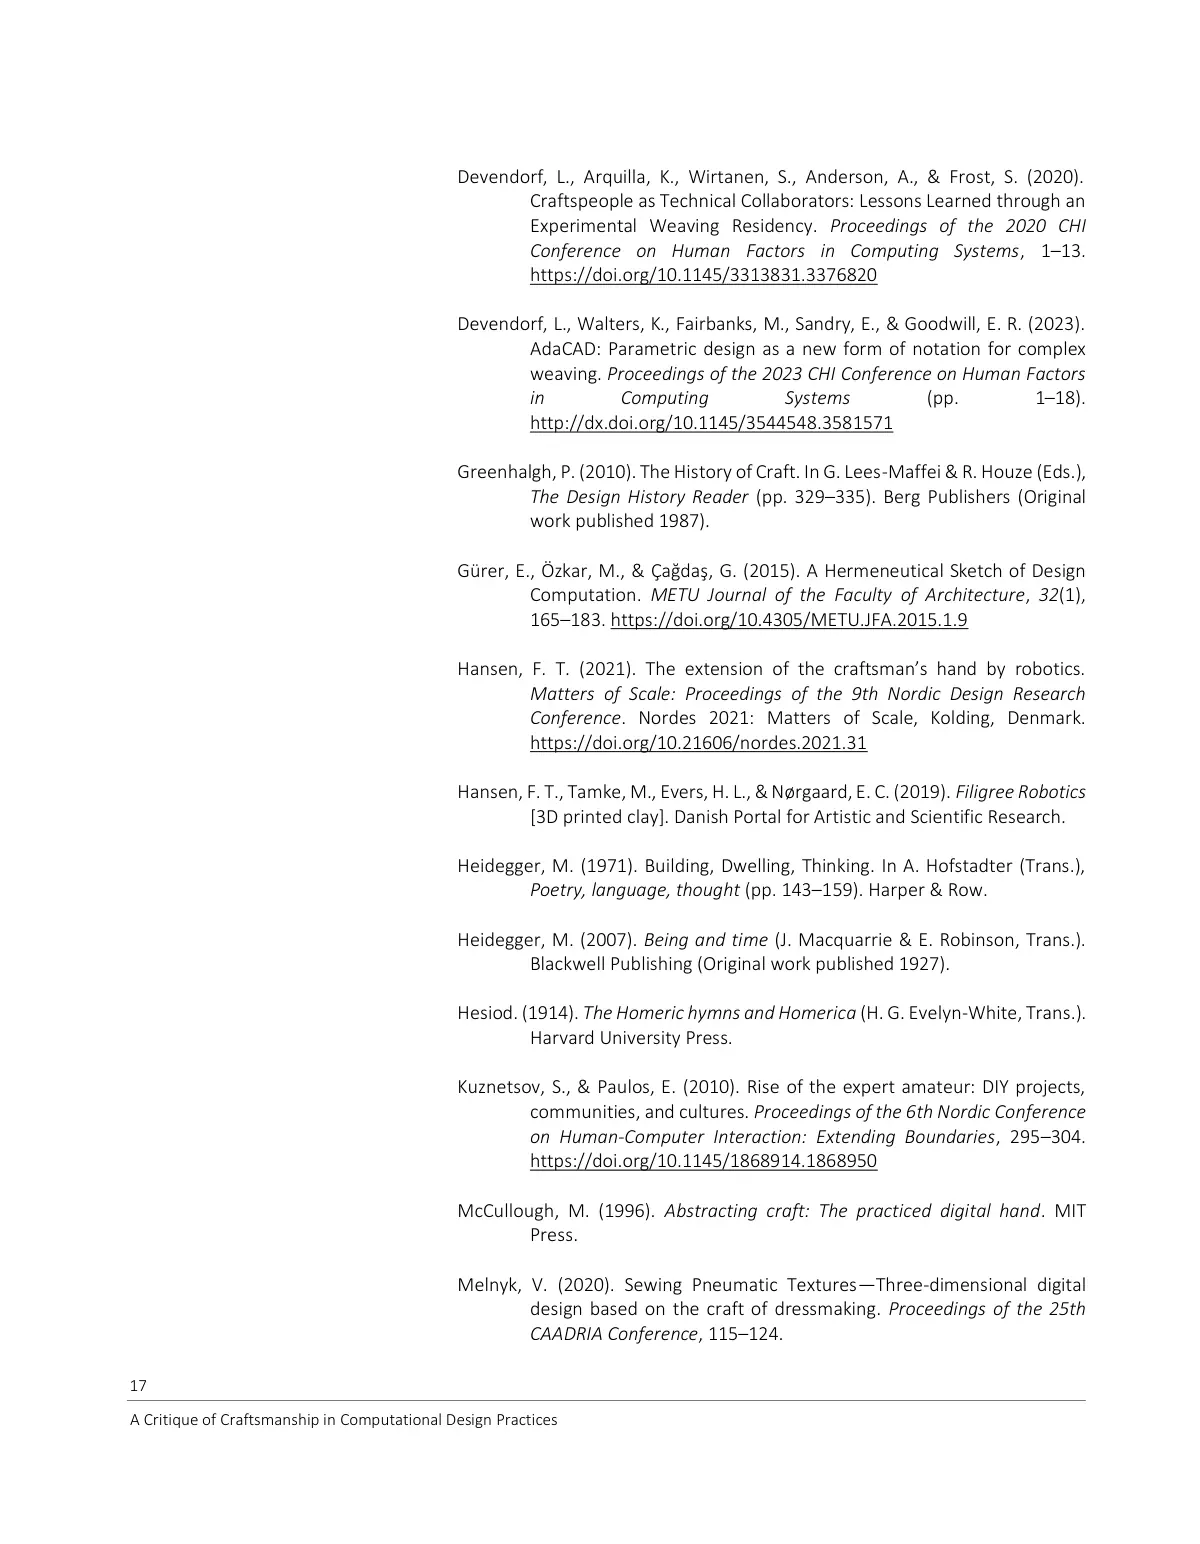 Devendorf, L., Arquilla, K., Wirtanen, S., Anderson, A., & Frost, S. (2020).
Craftspeople as Technical Collaborators: Lessons Learned through an
Experimental Weaving Residency. Proceedings of the 2020 CHI
Conference on Human Factors in Computing Systems, 1–13.
https://doi.org/10.1145/3313831.3376820
Devendorf, L., Walters, K., Fairbanks, M., Sandry, E., & Goodwill, E. R. (2023).
AdaCAD: Parametric design as a new form of notation for complex
weaving. Proceedings of the 2023 CHI Conference on Human Factors
in Computing Systems (pp. 1–18).
http://dx.doi.org/10.1145/3544548.3581571
Greenhalgh, P. (2010). The History of Craft. In G. Lees-Maffei & R. Houze (Eds.),
The Design History Reader (pp. 329–335). Berg Publishers (Original
work published 1987).
Gürer, E., Özkar, M., & Çağdaş, G. (2015). A Hermeneutical Sketch of Design
Computation. METU Journal of the Faculty of Architecture, 32(1),
165–183. https://doi.org/10.4305/METU.JFA.2015.1.9
Hansen, F. T. (2021). The extension of the craftsman’s hand by robotics.
Matters of Scale: Proceedings of the 9th Nordic Design Research
Conference. Nordes 2021: Matters of Scale, Kolding, Denmark.
https://doi.org/10.21606/nordes.2021.31
Hansen, F. T., Tamke, M., Evers, H. L., & Nørgaard, E. C. (2019). Filigree Robotics
[3D printed clay]. Danish Portal for Artistic and Scientific Research.
Heidegger, M. (1971). Building, Dwelling, Thinking. In A. Hofstadter (Trans.),
Poetry, language, thought (pp. 143–159). Harper & Row.
Heidegger, M. (2007). Being and time (J. Macquarrie & E. Robinson, Trans.).
Blackwell Publishing (Original work published 1927).
Hesiod. (1914). The Homeric hymns and Homerica (H. G. Evelyn-White, Trans.).
Harvard University Press.
Kuznetsov, S., & Paulos, E. (2010). Rise of the expert amateur: DIY projects,
communities, and cultures. Proceedings of the 6th Nordic Conference
on Human-Computer Interaction: Extending Boundaries, 295–304.
https://doi.org/10.1145/1868914.1868950
McCullough, M. (1996). Abstracting craft: The practiced digital hand. MIT
Press.
Melnyk, V. (2020). Sewing Pneumatic Textures—Three-dimensional digital
design based on the craft of dressmaking. Proceedings of the 25th
CAADRIA Conference, 115–124.
17
A Critique of Craftsmanship in Computational Design Practices